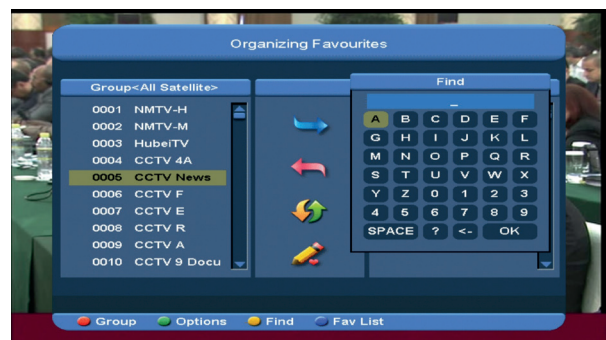 Organizing Favourites
Group<All Satellite>
0001 NMTV-H
0002 NMTV-M
0003 HubeiTV
0004 CCTV 4A
0005 CCTV News
0006 CCTV F
0007 CCTV E
0008 CCTV R
0009 CCTV A
0010 CCTV 9 Docu
Find
_
A B C D E F
G H I J K L
M N O P Q R
S T U V W X
Y Z 0 1 2 3
4 5 6 7 8 9
SPACE ? <- OK
Group Options Find Fav List